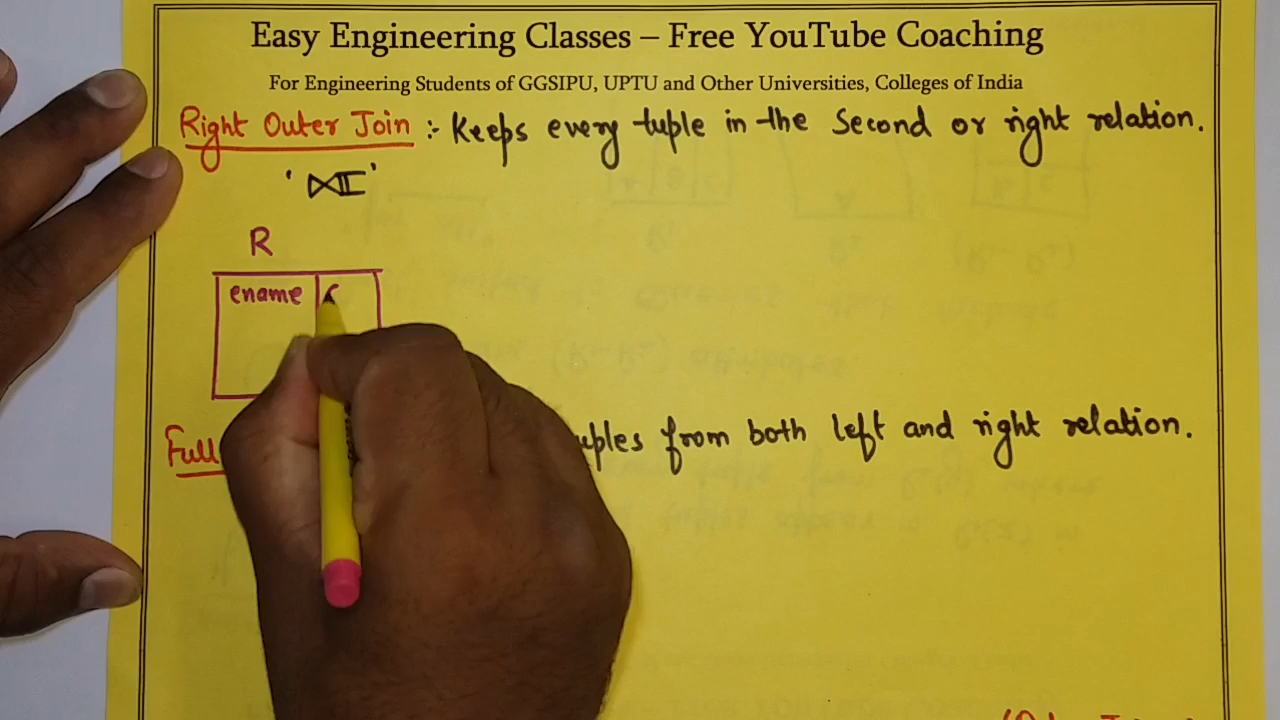 Easy Engineering Classes – Free YouTube Coaching
For Engineering Students of GGSIPU, UPTU and Other Universities, Colleges of India
Right Outer Join :- Keeps every tuple in the Second or right relation.
'⟖'
R
ename
Full from both left and right relation.